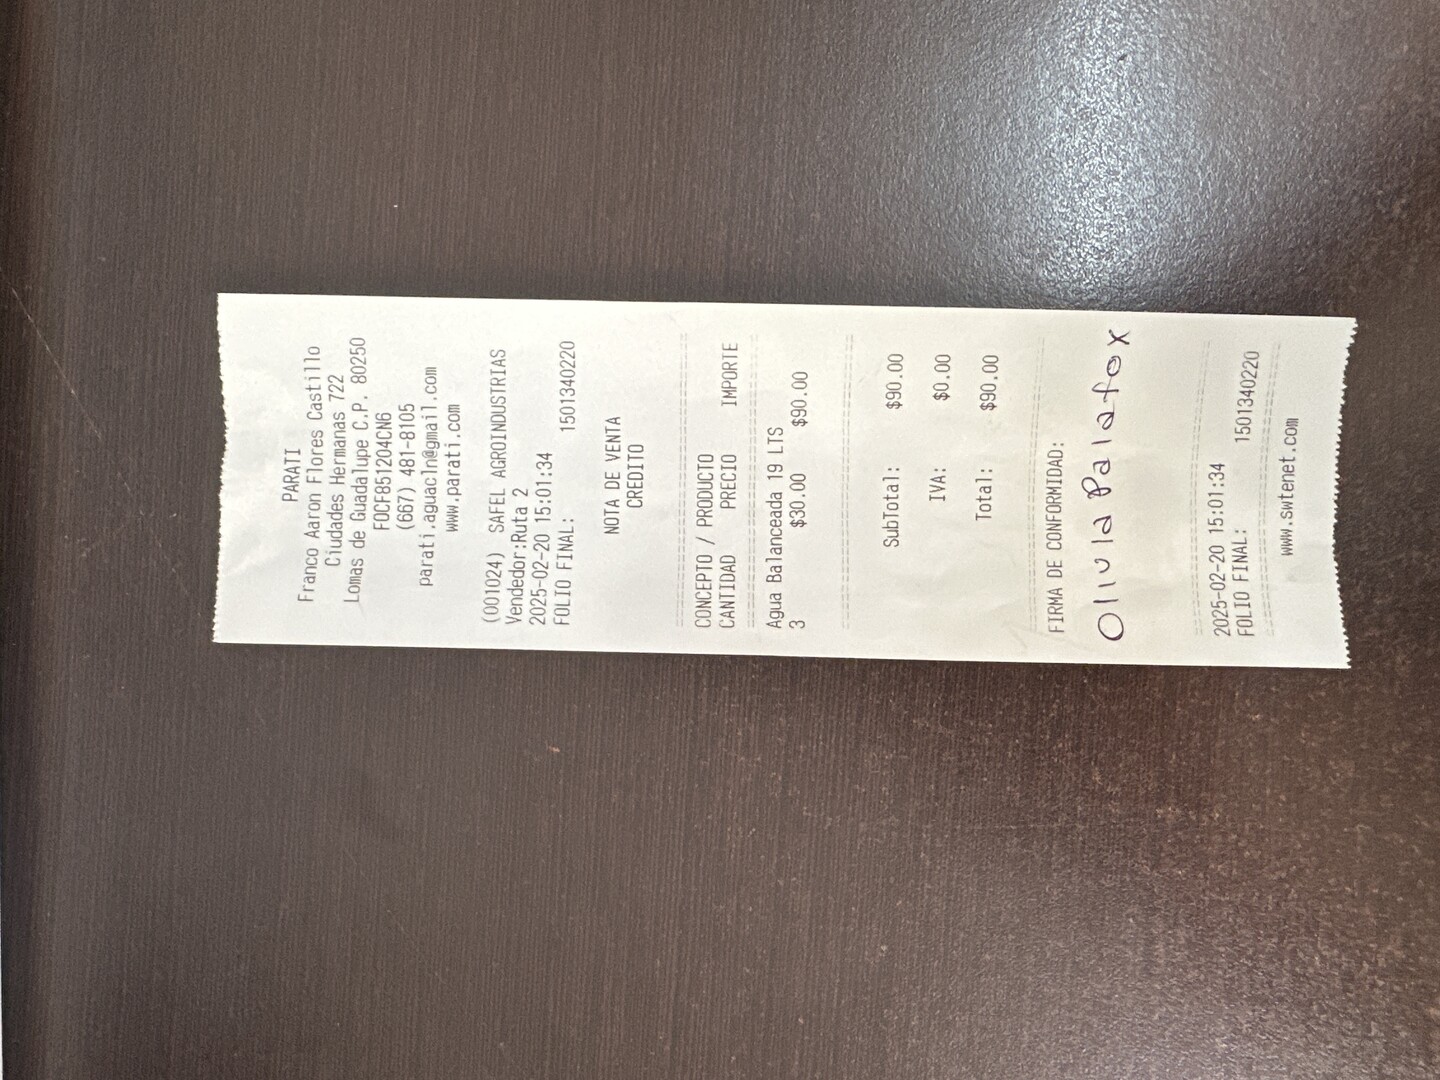 PARATI
Franco Aaron Flores Castillo
Ciudades Hermanas 722
Lomas de Guadalupe C.P. 80250
FOCF851204CN6
(667) 481-8105
parati.aguacln@gmail.com
www.parati.com
(001024) SAFEL AGROINDUSTRIAS
Vendedor:Ruta 2
2025-02-20 15:01:34
FOLIO FINAL: 1501340220
NOTA DE VENTA
CREDITO
CONCEPTO / PRODUCTO
CANTIDAD PRECIO IMPORTE
Agua Balanceada 19 LTS
3 $30.00 $90.00
SubTotal: $90.00
IVA: $0.00
Total: $90.00
FIRMA DE CONFORMIDAD:
Olivia Palafox
2025-02-20 15:01:34
FOLIO FINAL: 1501340220
www.swtenet.com